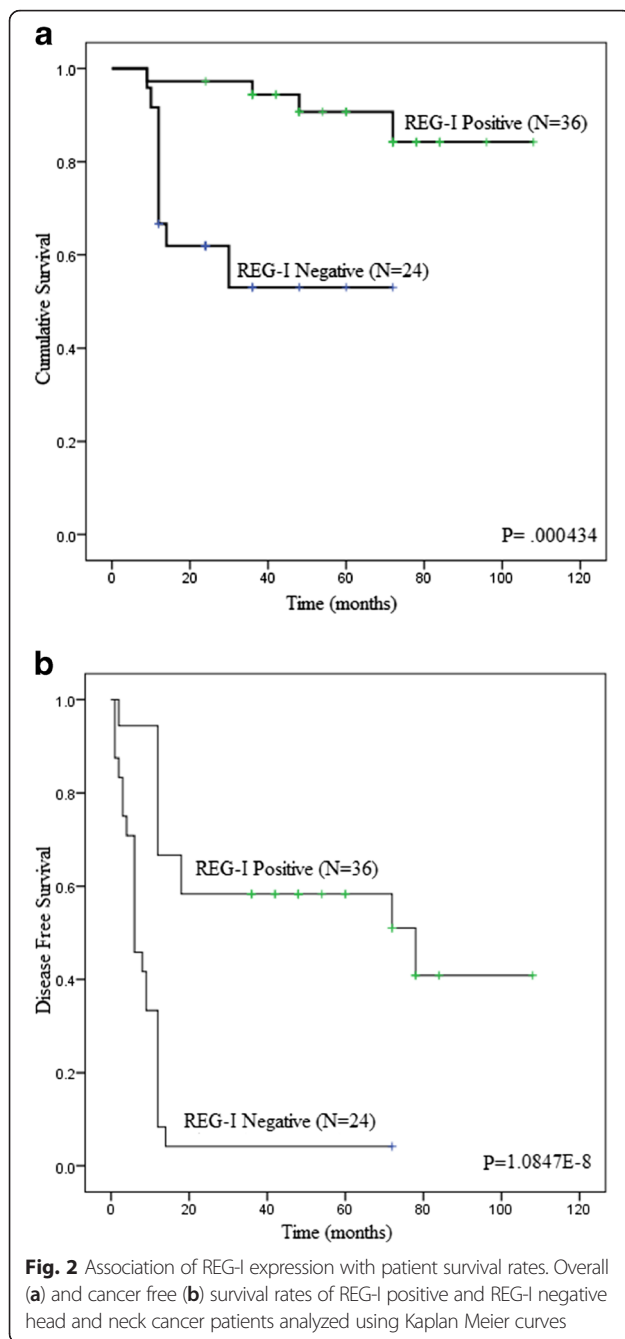 a
1.0
0.8
0.6
0.4
0.2
0.0
Cumulative Survival
REG-I Positive (N=36)
REG-I Negative (N=24)
P= .000434
0 20 40 60 80 100 120
Time (months)
b
1.0
0.8
0.6
0.4
0.2
0.0
Disease Free Survival
REG-I Positive (N=36)
REG-I Negative (N=24)
P=1.0847E-8
0 20 40 60 80 100 120
Time (months)
Fig. 2 Association of REG-I expression with patient survival rates. Overall
(a) and cancer free (b) survival rates of REG-I positive and REG-I negative
head and neck cancer patients analyzed using Kaplan Meier curves